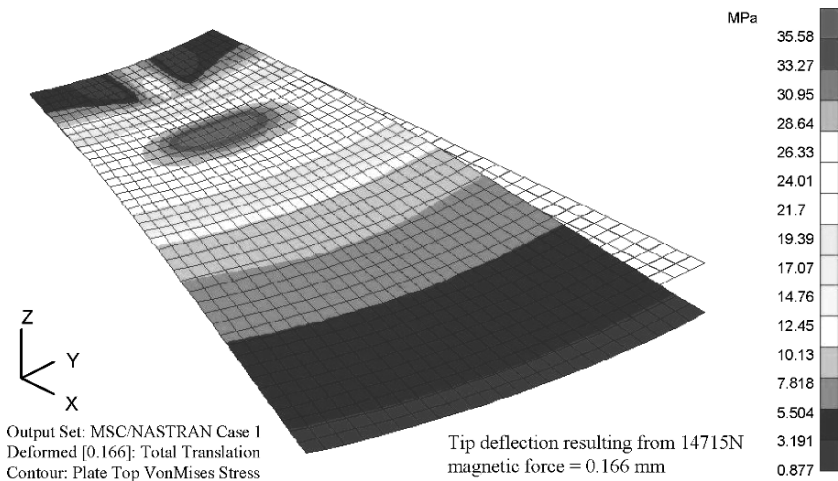 MPa
35.58
33.27
30.95
28.64
26.33
24.01
21.7
19.39
17.07
14.76
12.45
10.13
7.818
5.504
3.191
0.877
Z
Y
X
Output Set: MSC/NASTRAN Case 1
Deformed [0.166]: Total Translation
Contour: Plate Top VonMises Stress
Tip deflection resulting from 14715N
magnetic force = 0.166 mm